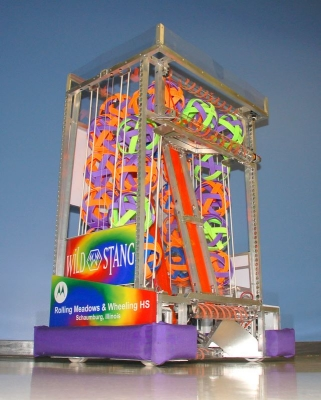 WILD STANG
Rolling Meadows & Wheeling HS
Schaumburg, Illinois